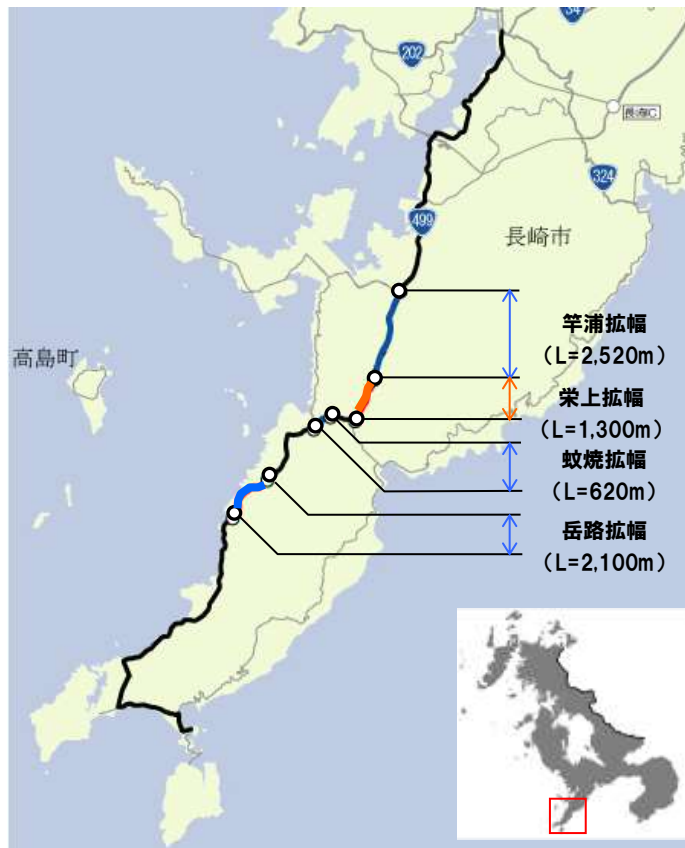 202
34
長崎IC
324
499
長崎市
竿浦拡幅
(L=2,520m)
高島町
栄上拡幅
(L=1,300m)
蚊焼拡幅
(L=620m)
岳路拡幅
(L=2,100m)